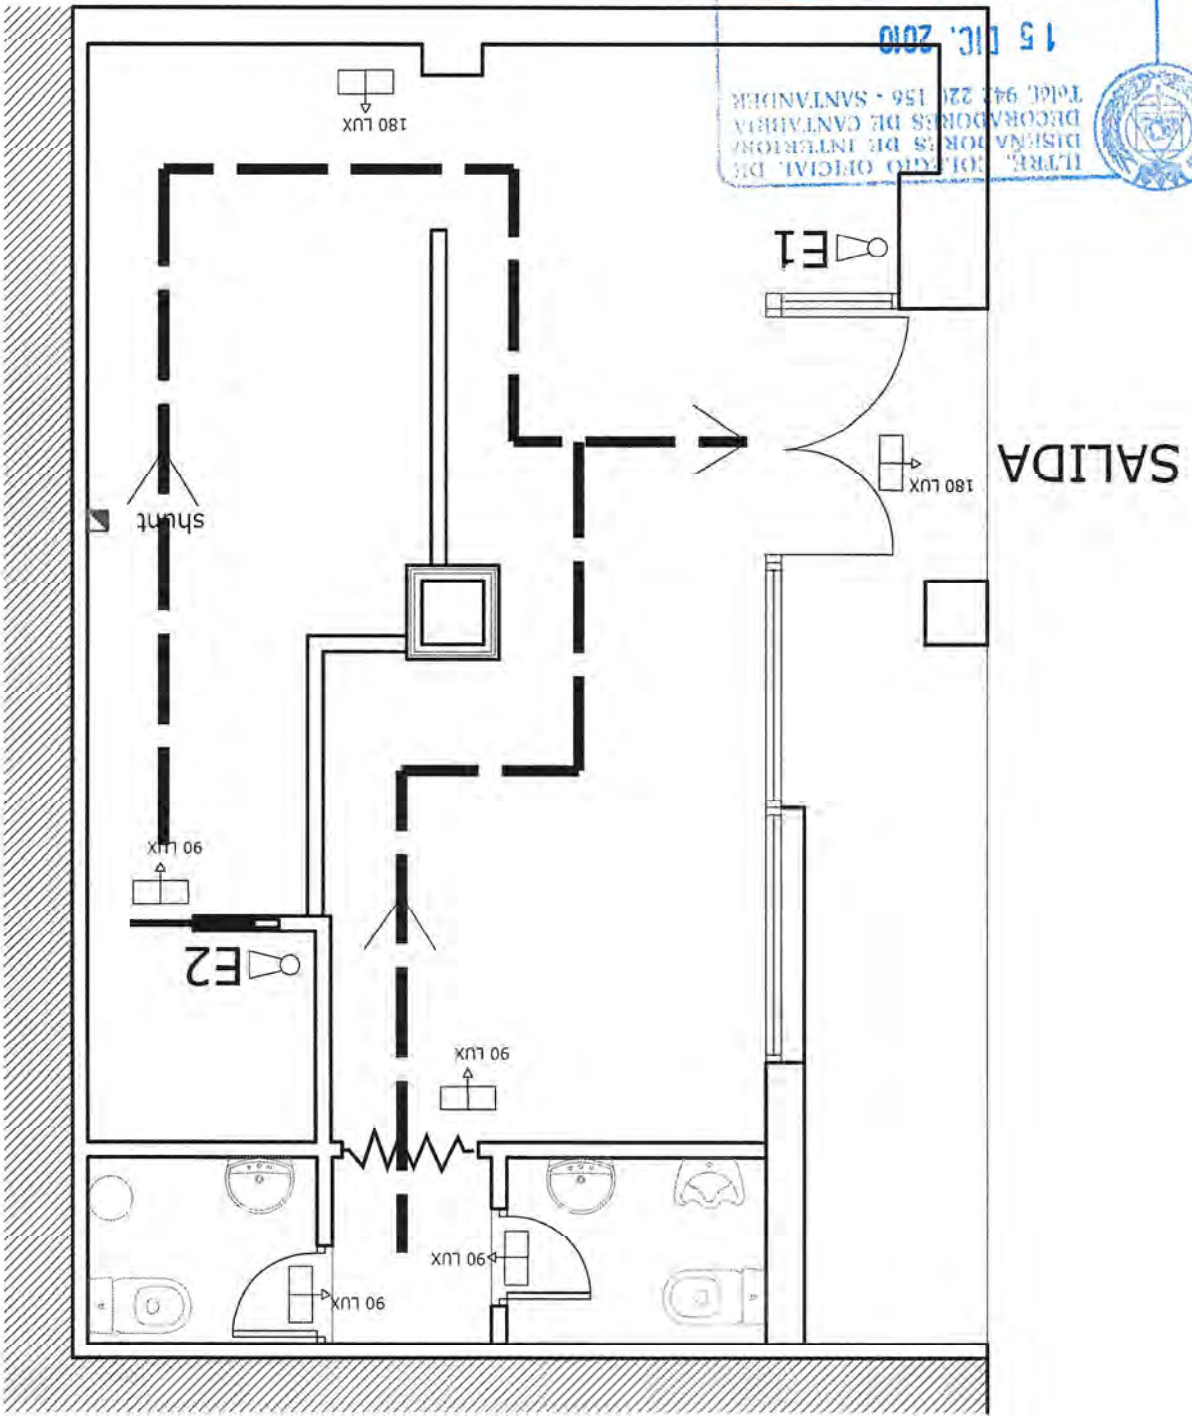 90 LUX
90 LUX
90 LUX
E2
90 LUX
shunt
180 LUX
SALIDA
E1
ILTRE. COLEGIO OFICIAL DE
DISEÑADORES DE INTERIOR/
DECORADORES DE CANTABRIA
Teléf. 942 220 156 - SANTANDER
180 LUX
15 DIC. 2010